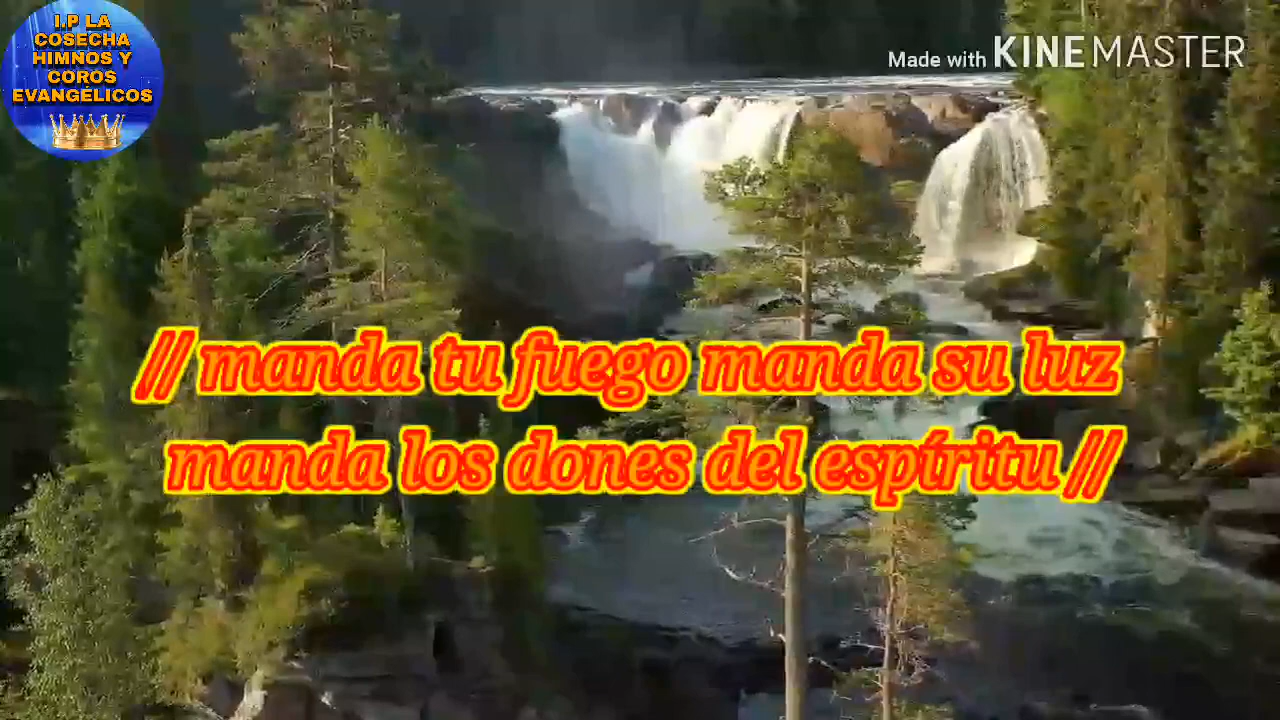 I.P LA
COSECHA
HIMNOS Y
COROS
EVANGÉLICOS
Made with KINEMASTER
// manda tu fuego manda su luz
manda los dones del espíritu //